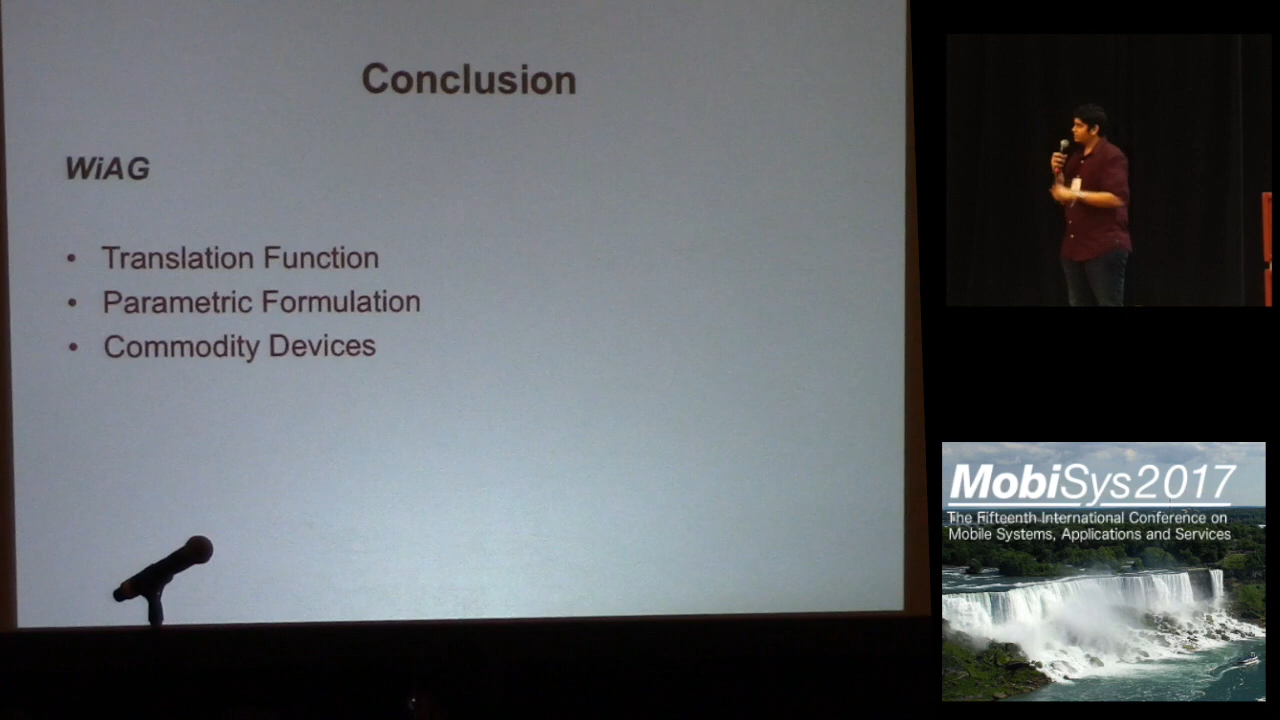 Conclusion
WiAG
• Translation Function
• Parametric Formulation
• Commodity Devices
MobiSys2017
The Fifteenth International Conference on
Mobile Systems, Applications and Services